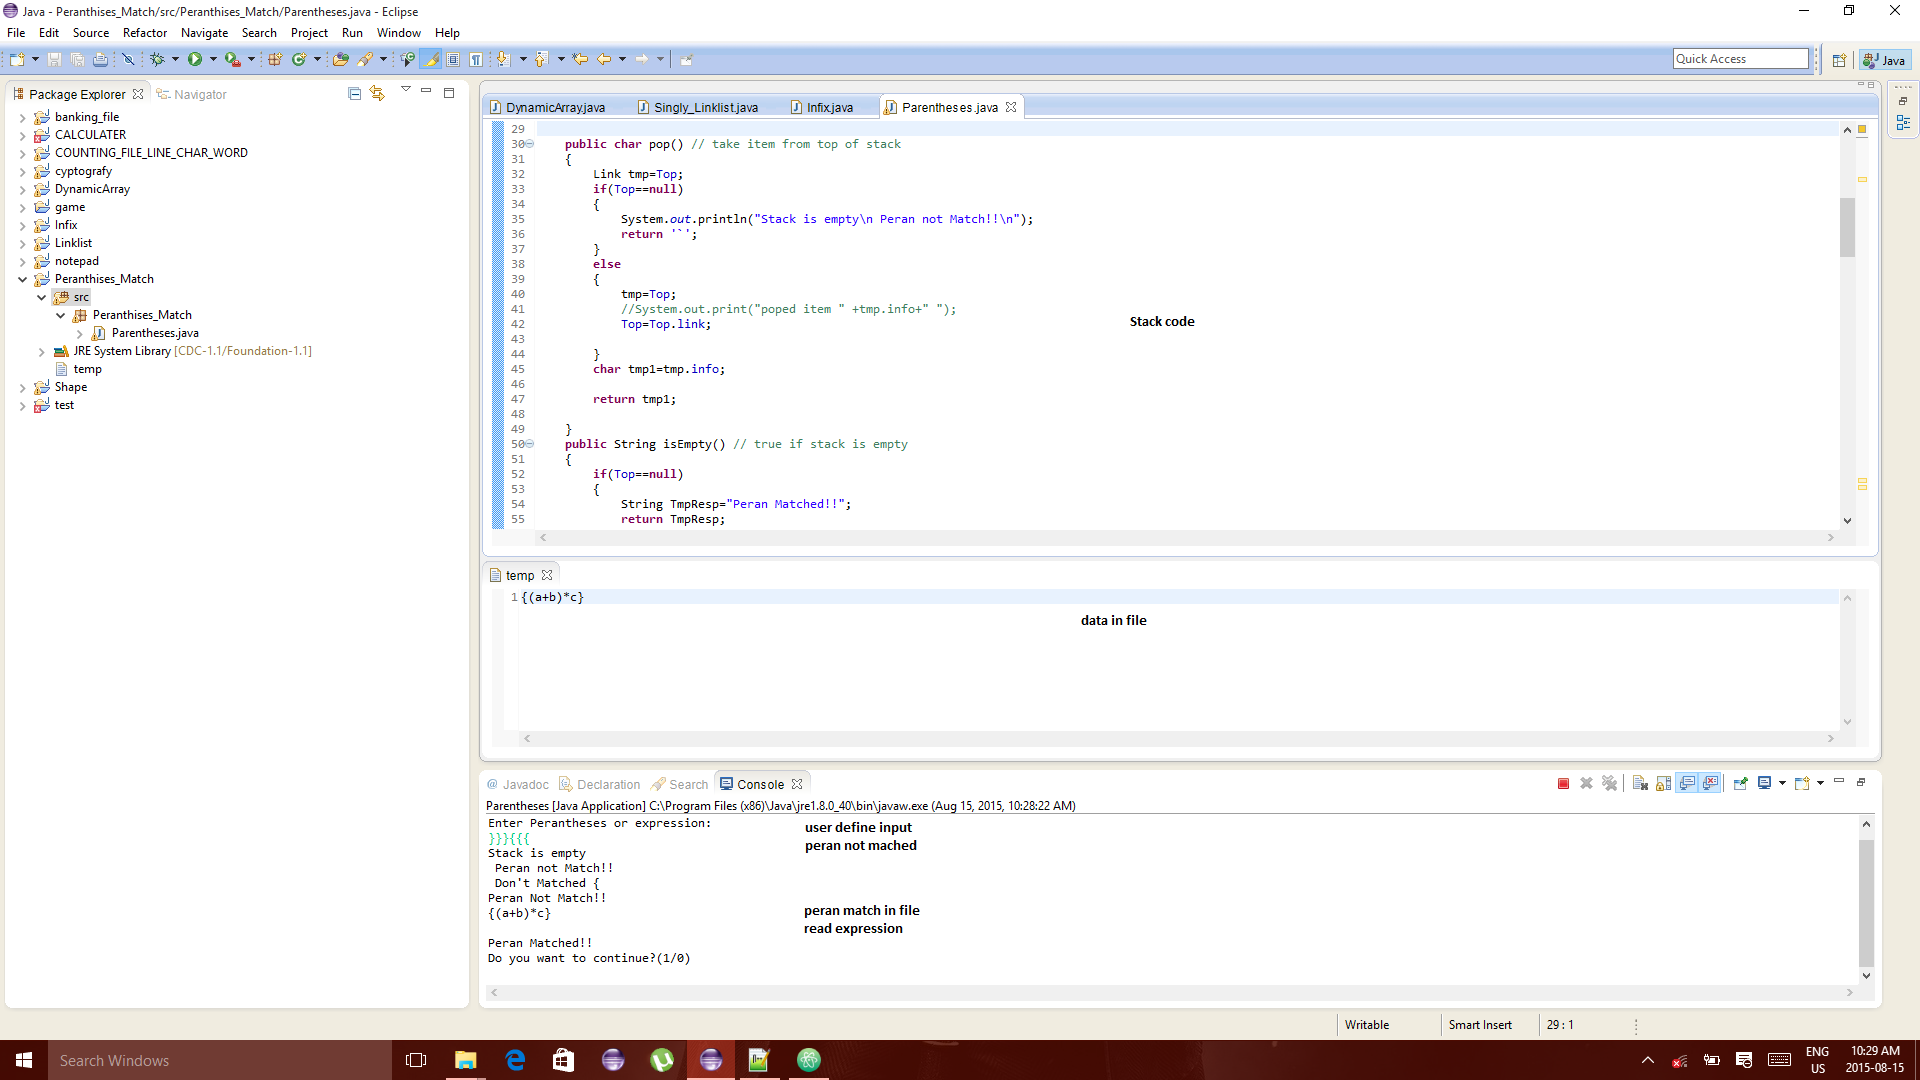 Java - Peranthises_Match/src/Peranthises_Match/Parentheses.java - Eclipse
File Edit Source Refactor Navigate Search Project Run Window Help
Quick Access
Java
Package Explorer
Navigator
banking_file
CALCULATER
COUNTING_FILE_LINE_CHAR_WORD
cyptografy
DynamicArray
game
Infix
Linklist
notepad
Peranthises_Match
src
Peranthises_Match
Parentheses.java
JRE System Library [CDC-1.1/Foundation-1.1]
temp
Shape
test
DynamicArray.java Singly_Linklist.java Infix.java Parentheses.java
29
30 public char pop() // take item from top of stack
31 {
32 Link tmp=Top;
33 if(Top==null)
34 {
35 System.out.println("Stack is empty\n Peran not Match!!\n");
36 return '`';
37 }
38 else
39 {
40 tmp=Top;
41 //System.out.print("poped item " +tmp.info+" ");
42 Top=Top.link;
43
44 }
45 char tmp1=tmp.info;
46
47 return tmp1;
48
49 }
50 public String isEmpty() // true if stack is empty
51 {
52 if(Top==null)
53 {
54 String TmpResp="Peran Matched!!";
55 return TmpResp;
Stack code
temp
1 {(a+b)*c}
data in file
@ Javadoc Declaration Search Console
Parentheses [Java Application] C:\Program Files (x86)\Java\jre1.8.0_40\bin\javaw.exe (Aug 15, 2015, 10:28:22 AM)
Enter Perantheses or expression:
}}}{{{
Stack is empty
Peran not Match!!
Don't Matched {
Peran Not Match!!
{(a+b)*c}
Peran Matched!!
Do you want to continue?(1/0)
user define input
peran not mached
peran match in file
read expression
Writable Smart Insert 29 : 1
Search Windows
ENG
US
10:29 AM
2015-08-15